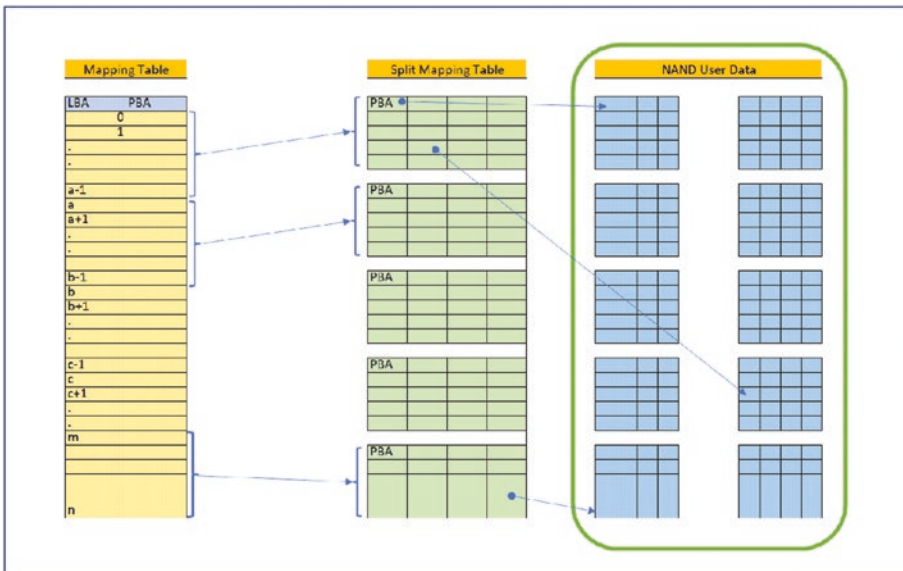 Mapping Table
LBA PBA
0
1
.
.
a-1
a
a+1
.
.
b-1
b
b+1
.
.
c-1
c
c+1
.
.
m
n
Split Mapping Table
PBA
PBA
PBA
PBA
PBA
NAND User Data